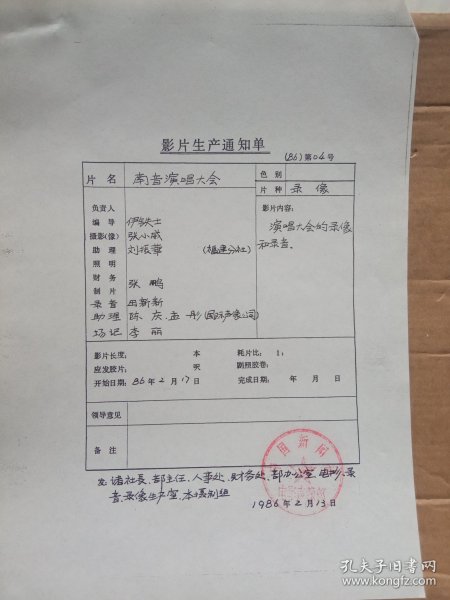 影片生产通知单
(86)第04号
片名 南音演唱大会 色别
片种 录像
负责人 影片内容:
编导 伊铁士 演唱大会的录像
摄影(像) 张小威 和录音。
助理 刘振华 (福建分社)
照明
财务
制片 张鹏
录音 田新新
助理 陈庆、孟彤(国际声像公司)
场记 李丽
影片长度: 本 耗片比: 1:
应发胶片: 呎 剧照胶卷:
开始日期: 86年2月17日 完成日期: 年 月 日
领导意见
备注
发: 诸社长、部主任、人事处、财务处、部办公室、电影、录
音、录像生产室、本摄制组
1986年2月13日
孔夫子旧书网
www.kongfz.com